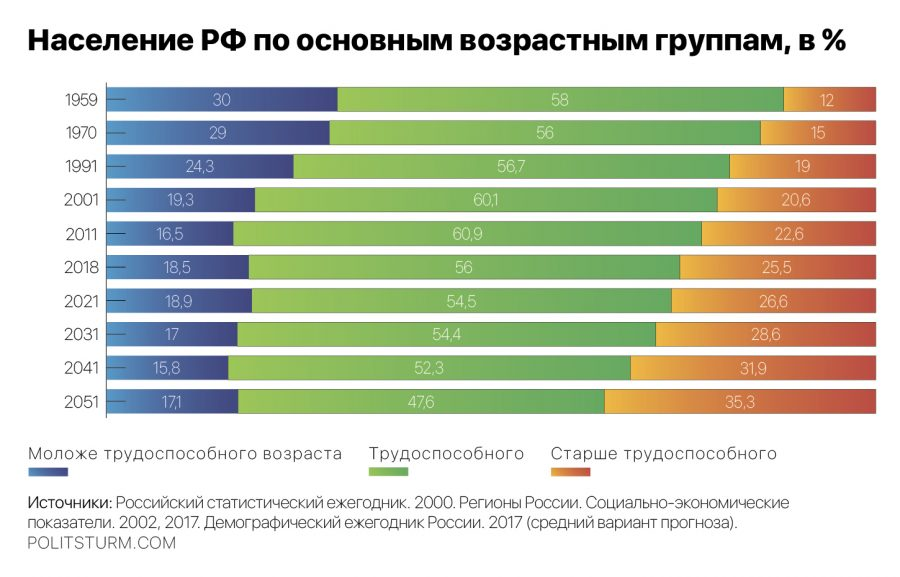 Население РФ по основным возрастным группам, в %
1959 30 58 12
1970 29 56 15
1991 24,3 56,7 19
2001 19,3 60,1 20,6
2011 16,5 60,9 22,6
2018 18,5 56 25,5
2021 18,9 54,5 26,6
2031 17 54,4 28,6
2041 15,8 52,3 31,9
2051 17,1 47,6 35,3
Моложе трудоспособного возраста Трудоспособного Старше трудоспособного
Источники: Российский статистический ежегодник. 2000. Регионы России. Социально-экономические
показатели. 2002, 2017. Демографический ежегодник России. 2017 (средний вариант прогноза).
POLITSTURM.COM